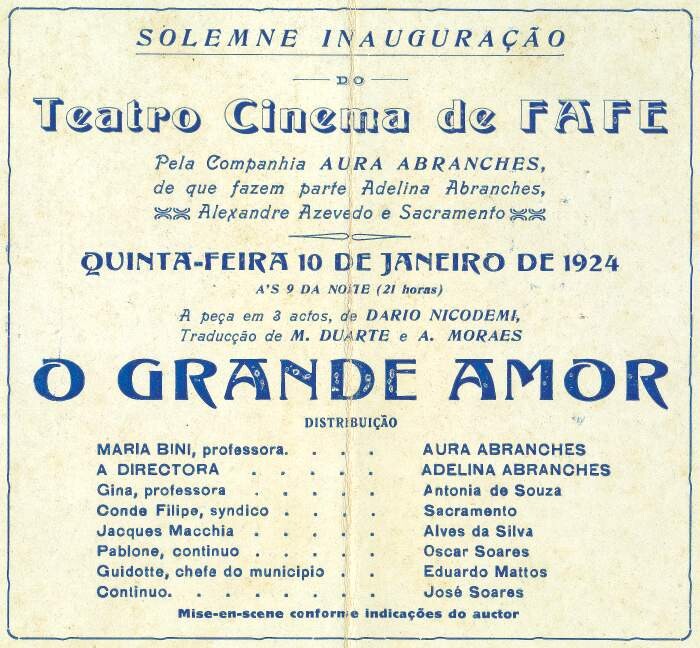 SOLEMNE INAUGURAÇÃO
DO
Teatro Cinema de FAFE
Pela Companhia AURA ABRANCHES,
de que fazem parte Adelina Abranches,
Alexandre Azevedo e Sacramento
QUINTA-FEIRA 10 DE JANEIRO DE 1924
A'S 9 DA NOITE (21 horas)
A peça em 3 actos, de DARIO NICODEMI,
Traducção de M. DUARTE e A. MORAES
O GRANDE AMOR
DISTRIBUIÇÃO
MARIA BINI, professora. . . . AURA ABRANCHES
A DIRECTORA . . . . . ADELINA ABRANCHES
Gina, professora . . . . . Antonia de Souza
Conde Filipe, syndico . . . . Sacramento
Jacques Macchia . . . . . Alves da Silva
Pablone, continuo . . . . . Oscar Soares
Guidotte, chefe do municipio . . . Eduardo Mattos
Continuo. . . . . . . . José Soares
Mise-en-scene conforme indicações do auctor